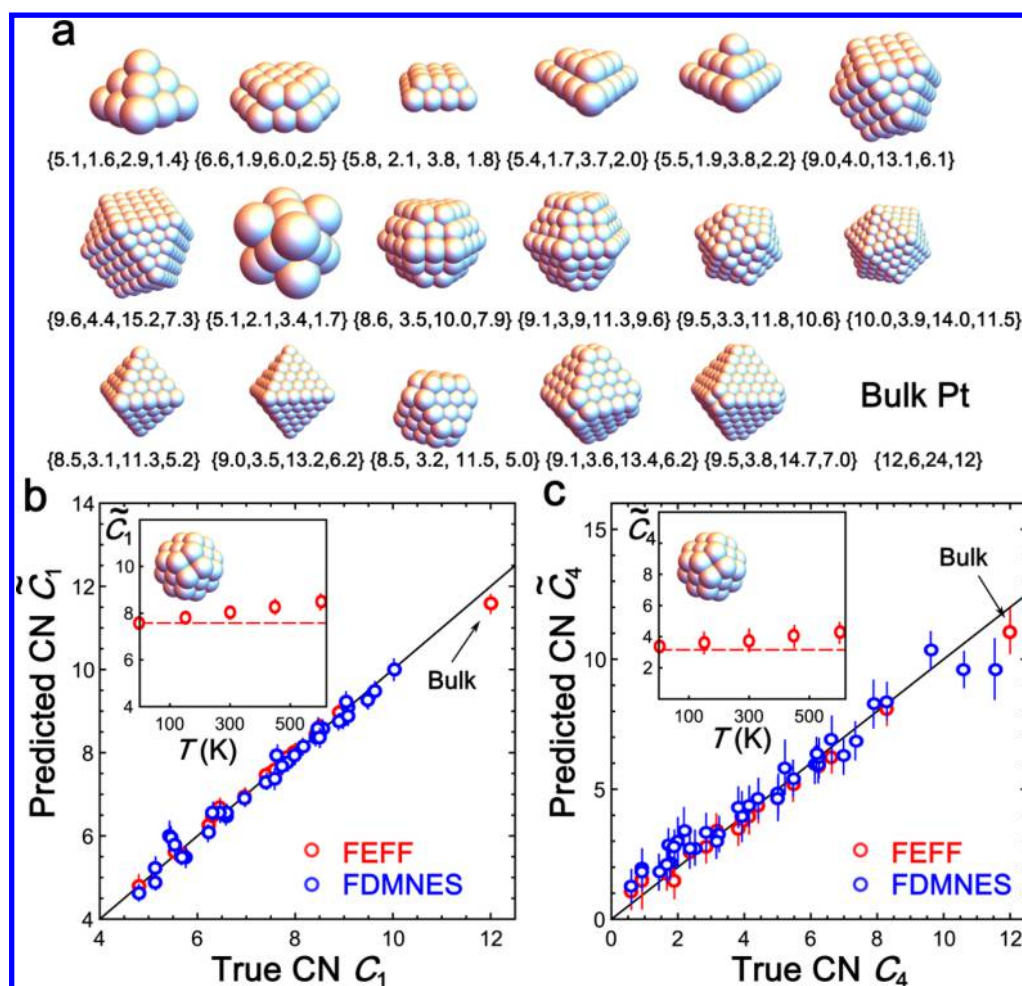 a
{5.1,1.6,2.9,1.4} {6.6,1.9,6.0,2.5} {5.8, 2.1, 3.8, 1.8} {5.4,1.7,3.7,2.0} {5.5,1.9,3.8,2.2} {9.0,4.0,13.1,6.1}
{9.6,4.4,15.2,7.3} {5.1,2.1,3.4,1.7} {8.6, 3.5,10.0,7.9} {9.1,3,9,11.3,9.6} {9.5,3.3,11.8,10.6} {10.0,3.9,14.0,11.5}
Bulk Pt
{8.5,3.1,11.3,5.2} {9.0,3.5,13.2,6.2} {8.5, 3.2, 11.5, 5.0} {9.1,3.6,13.4,6.2} {9.5,3.8,14.7,7.0} {12,6,24,12}
b
Predicted CN C̃₁
14
12
10
8
6
4
C̃₁
10
8
6
4
100 300 500
T (K)
Bulk
FEFF
FDMNES
4 6 8 10 12
True CN C₁
c
Predicted CN C̃₄
15
10
5
0
C̃₄
8
6
4
2
100 300 500
T (K)
Bulk
FEFF
FDMNES
0 2 4 6 8 10 12
True CN C₄